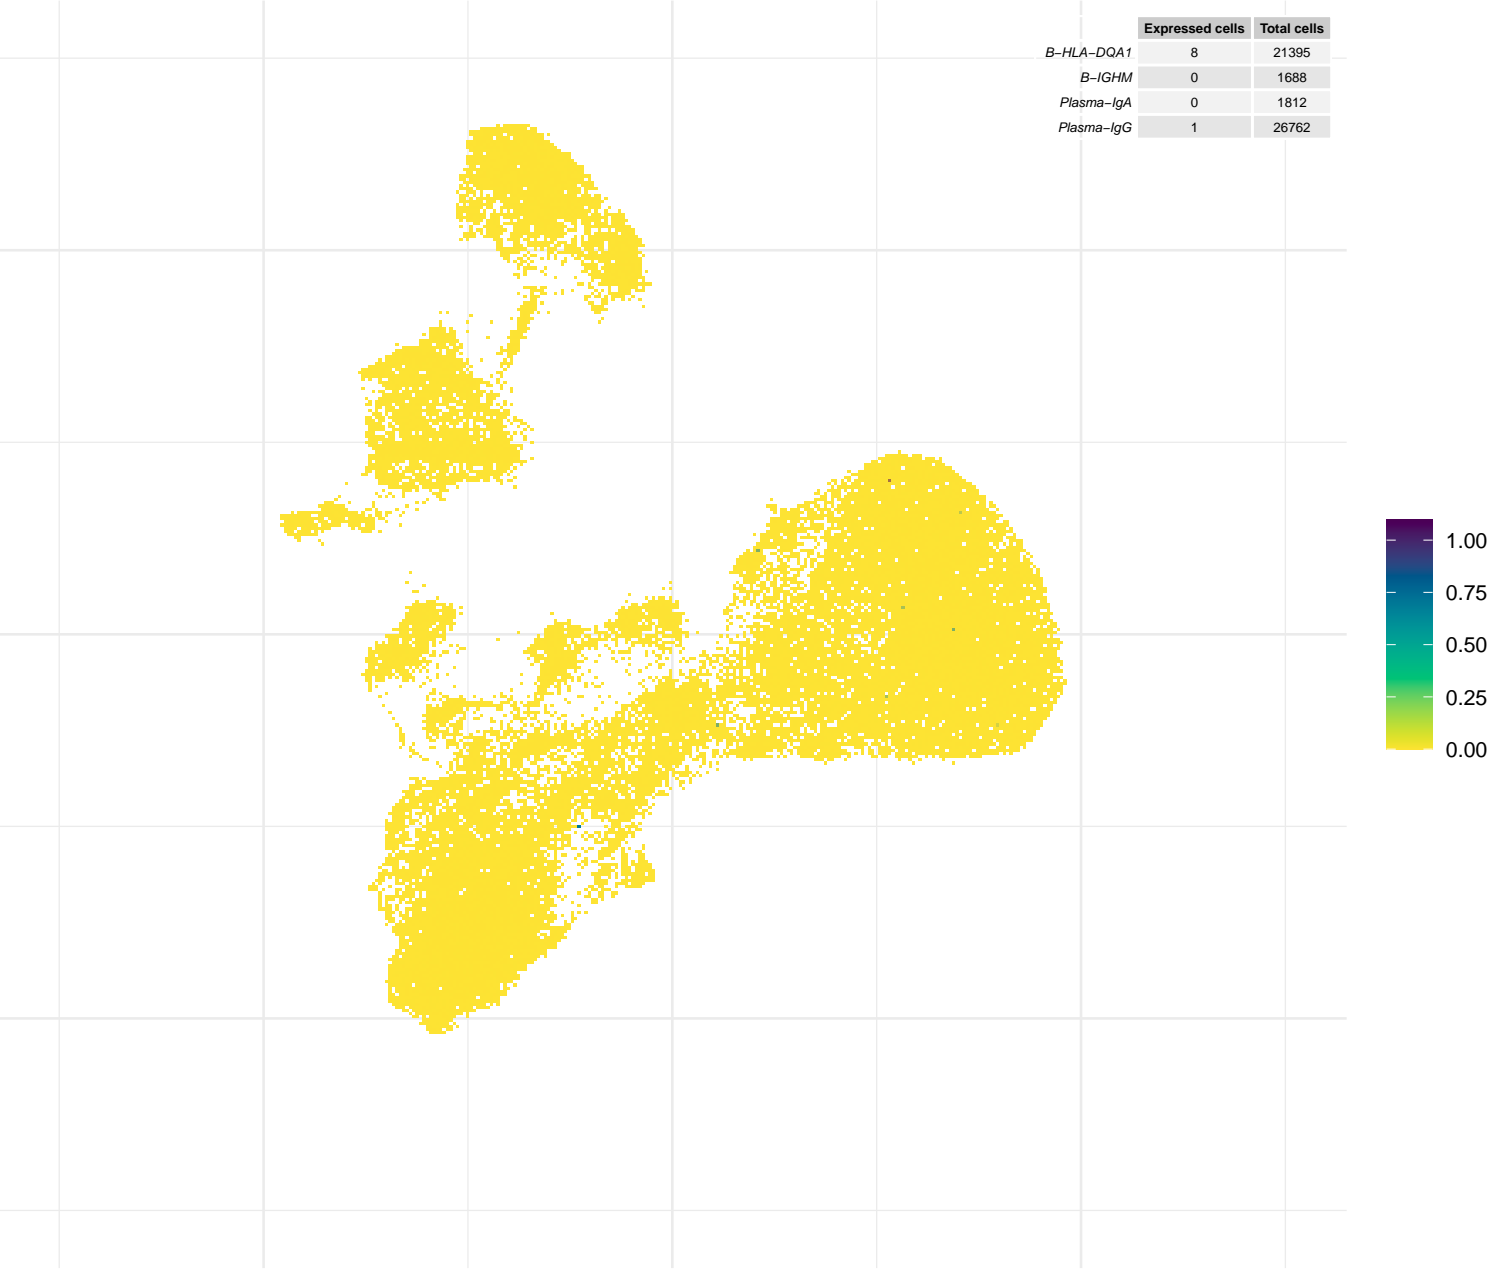 Expressed cells Total cells
B−HLA−DQA1 8 21395
B−IGHM 0 1688
Plasma−IgA 0 1812
Plasma−IgG 1 26762
1.00
0.75
0.50
0.25
0.00